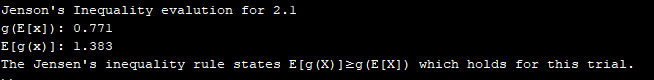 Jenson's Inequality evalution for 2.1
g(E[x]): 0.771
E[g(x)]: 1.383
The Jensen's inequality rule states E[g(X)]≥g(E[X]) which holds for this trial.